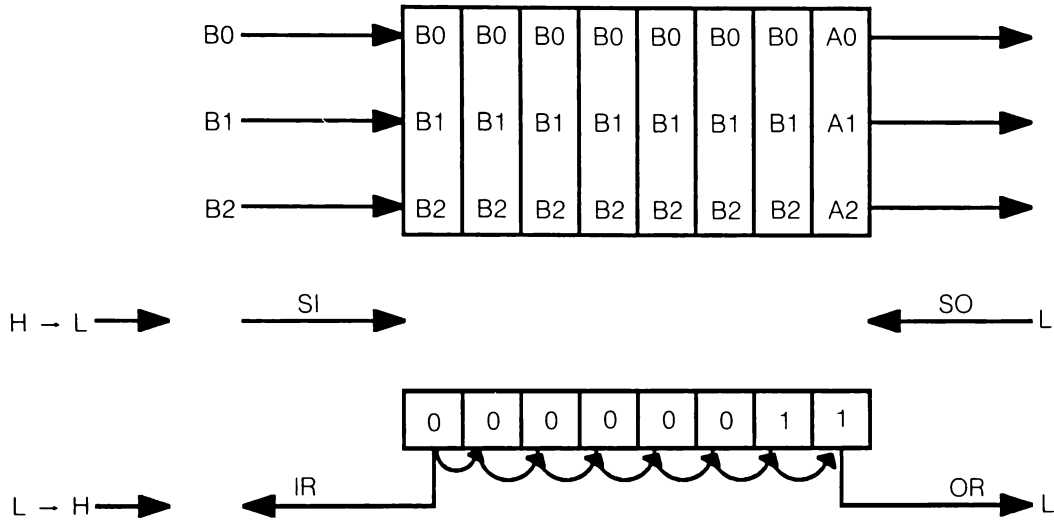 B0 B0 B0 B0 B0 B0 B0 B0 A0
B1 B1 B1 B1 B1 B1 B1 B1 A1
B2 B2 B2 B2 B2 B2 B2 B2 A2
H → L SI SO L
0 0 0 0 0 0 1 1
L → H IR OR L